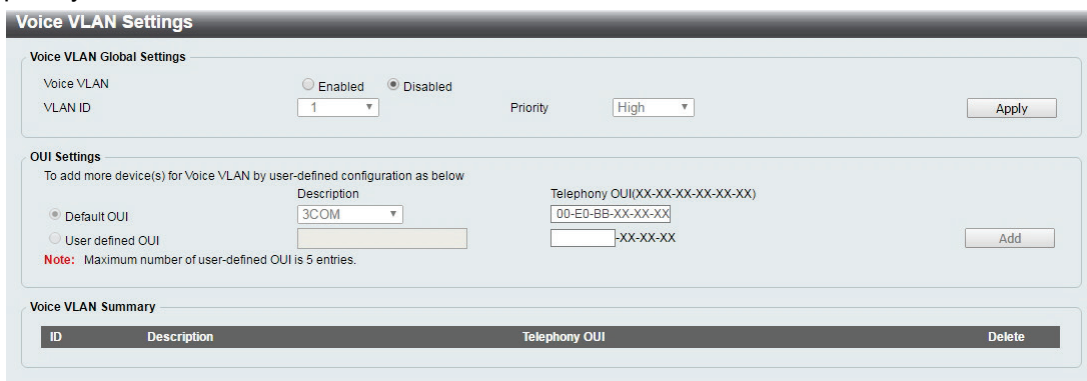 Voice VLAN Settings
Voice VLAN Global Settings
Voice VLAN Enabled Disabled
VLAN ID 1 Priority High Apply
OUI Settings
To add more device(s) for Voice VLAN by user-defined configuration as below
Description Telephony OUI(XX-XX-XX-XX-XX-XX)
Default OUI 3COM 00-E0-BB-XX-XX-XX
User defined OUI -XX-XX-XX Add
Note: Maximum number of user-defined OUI is 5 entries.
Voice VLAN Summary
ID Description Telephony OUI Delete